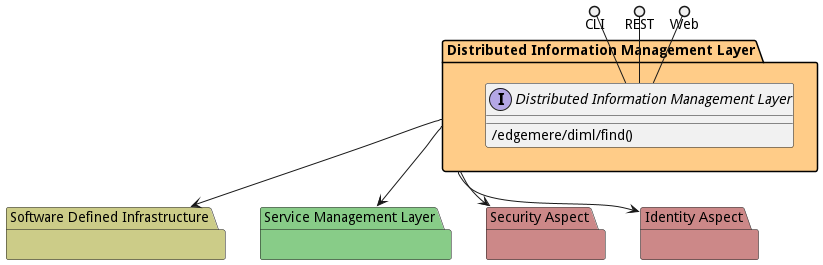 CLI
REST
Web
Distributed Information Management Layer
I
Distributed Information Management Layer
/edgemere/diml/find()
Software Defined Infrastructure
Service Management Layer
Security Aspect
Identity Aspect